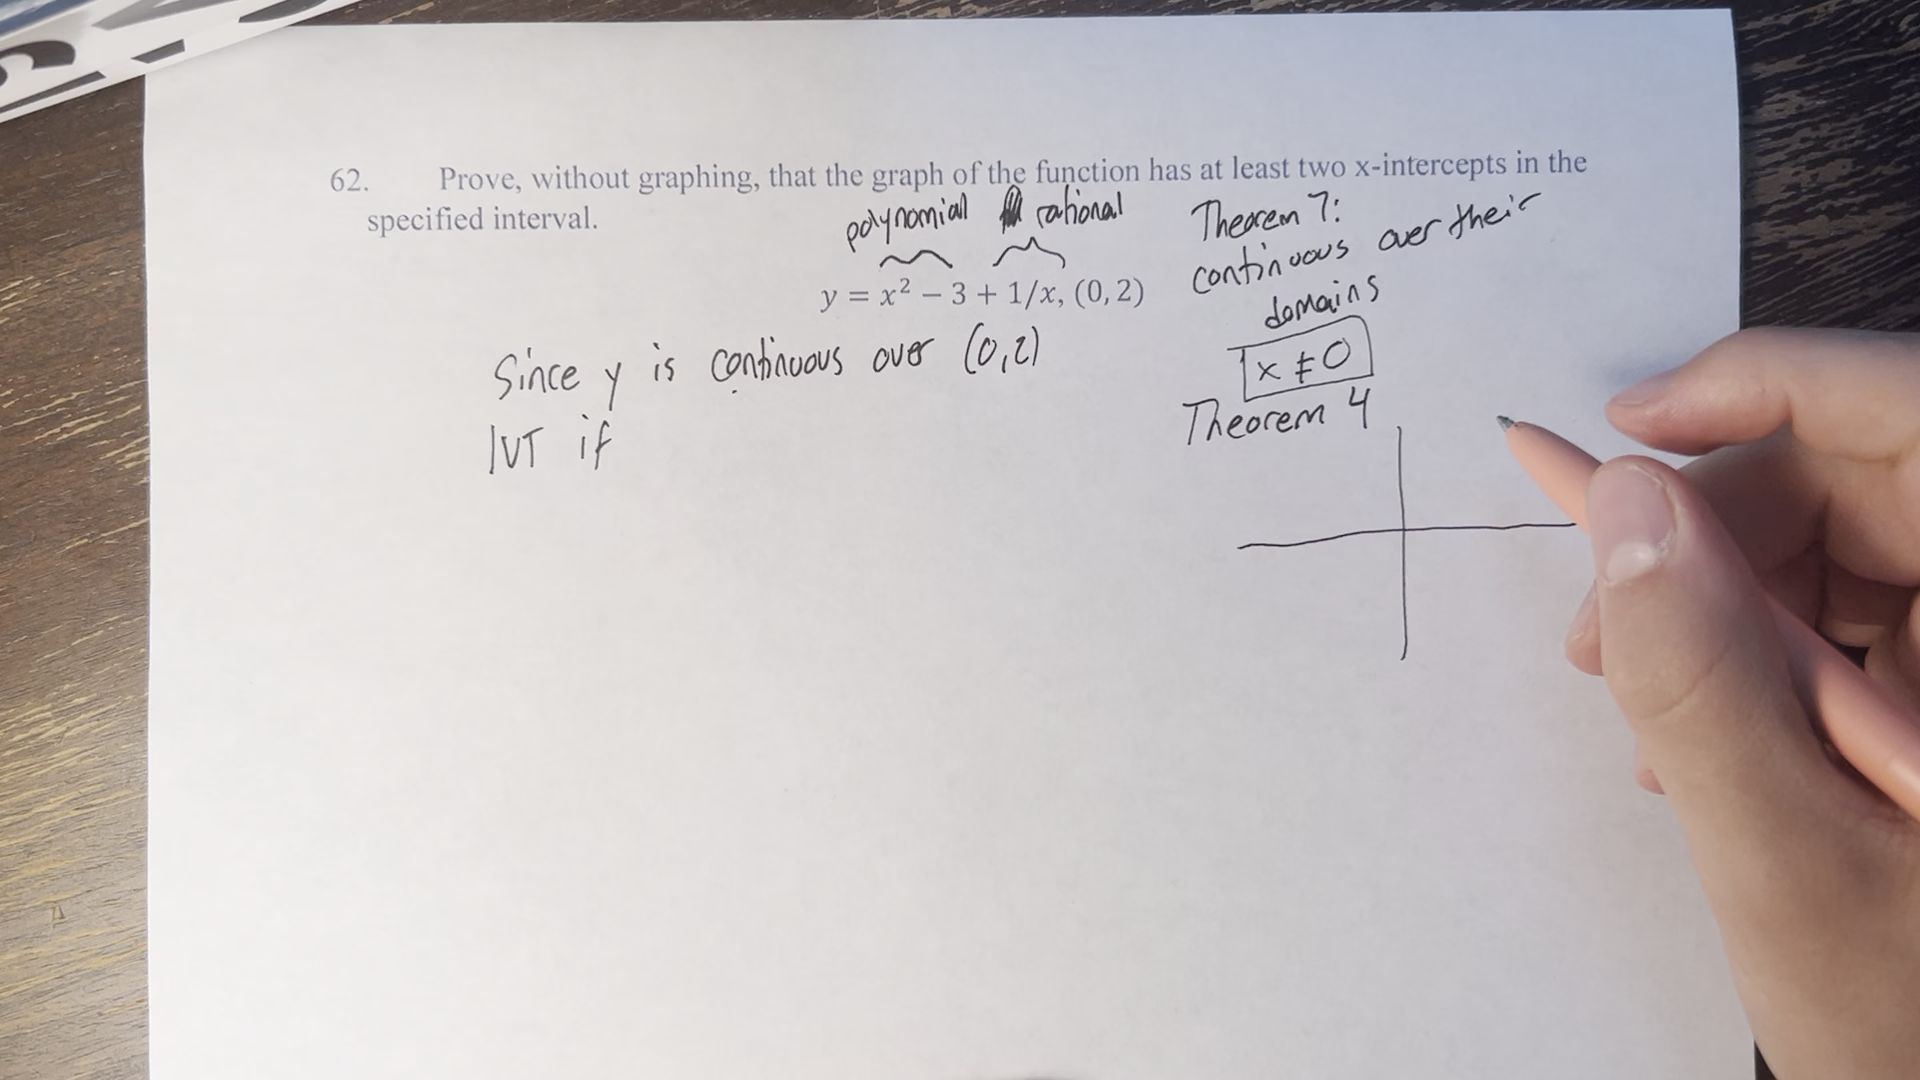 62. Prove, without graphing, that the graph of the function has at least two x-intercepts in the
specified interval.
polynomial rational
y = x² − 3 + 1/x, (0, 2)
Theorem 7:
continuous over their
domains
x ≠ 0
Theorem 4
Since y is continuous over (0,2)
IVT if